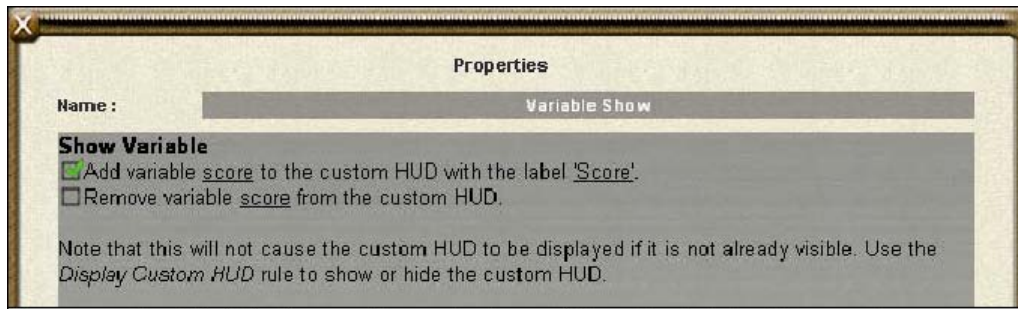 Properties
Name : Variable Show
Show Variable
Add variable score to the custom HUD with the label 'Score'.
Remove variable score from the custom HUD.
Note that this will not cause the custom HUD to be displayed if it is not already visible. Use the
Display Custom HUD rule to show or hide the custom HUD.